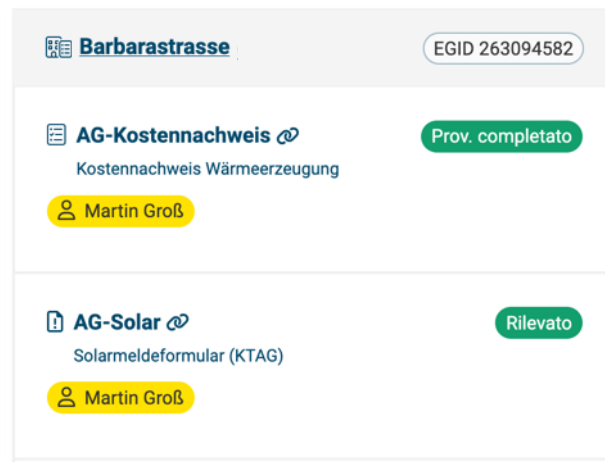 Barbarastrasse
EGID 263094582
AG-Kostennachweis
Prov. completato
Kostennachweis Wärmeerzeugung
Martin Groß
AG-Solar
Rilevato
Solarmeldeformular (KTAG)
Martin Groß